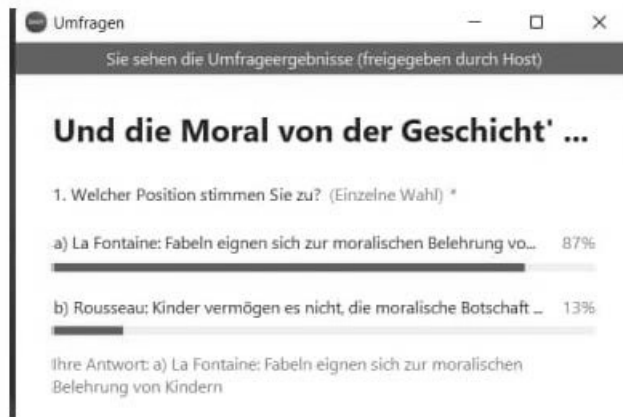 Umfragen
Sie sehen die Umfrageergebnisse (freigegeben durch Host)
Und die Moral von der Geschicht' ...
1. Welcher Position stimmen Sie zu? (Einzelne Wahl) *
a) La Fontaine: Fabeln eignen sich zur moralischen Belehrung vo... 87%
b) Rousseau: Kinder vermögen es nicht, die moralische Botschaft ... 13%
Ihre Antwort: a) La Fontaine: Fabeln eignen sich zur moralischen
Belehrung von Kindern